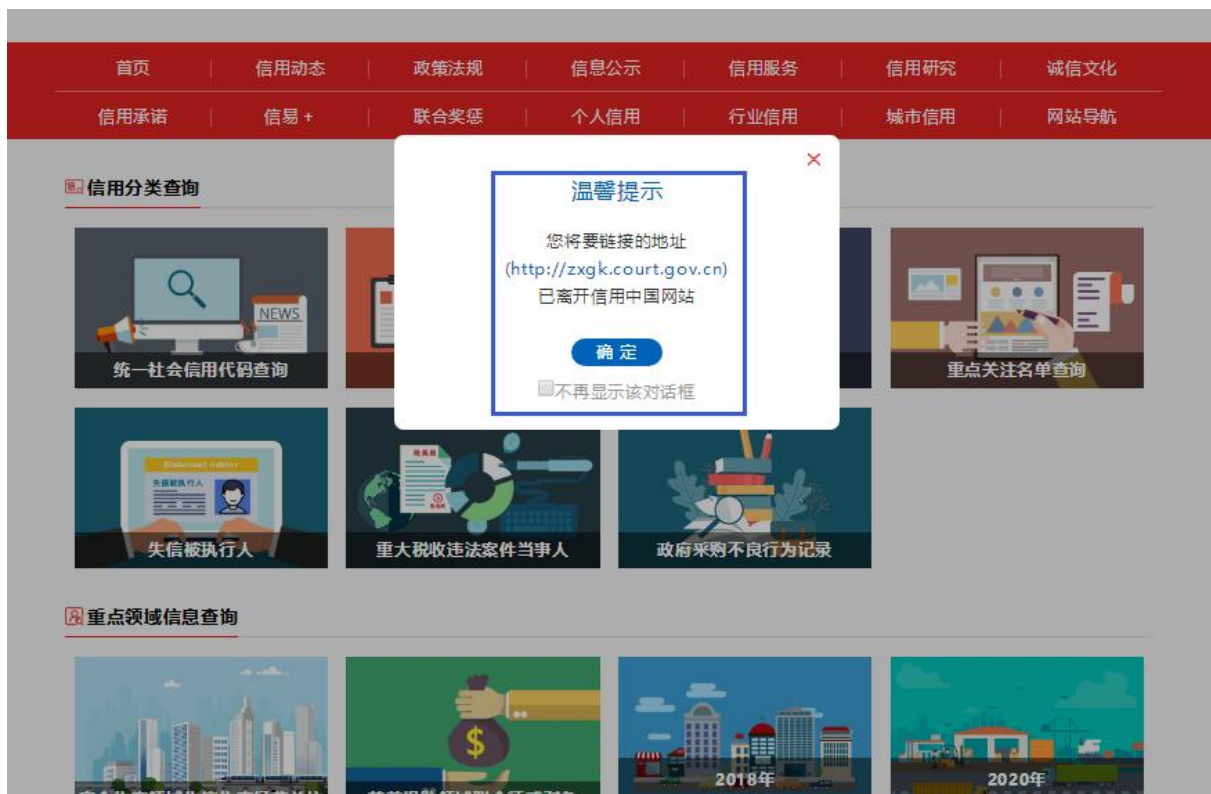 首页
信用动态
政策法规
信息公示
信用服务
信用研究
诚信文化
信用承诺
信易+
联合奖惩
个人信用
行业信用
城市信用
网站导航
信用分类查询
温馨提示
您将要链接的地址
(http://zxgk.court.gov.cn)
已离开信用中国网站
确定
不再显示该对话框
NEWS
统一社会信用代码查询
重点关注名单查询
Dishonest debtor
失信被执行人
失信被执行人
重大税收违法案件当事人
政府采购不良行为记录
重点领域信息查询
2018年
2020年